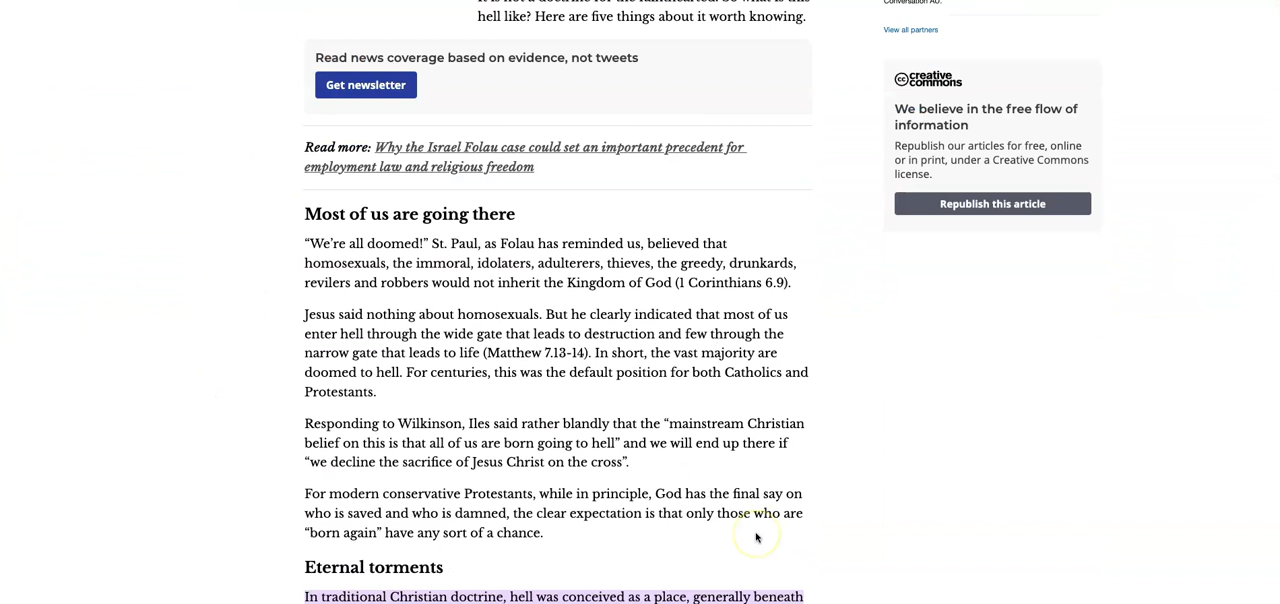 hell like? Here are five things about it worth knowing.
Read news coverage based on evidence, not tweets
Get newsletter
Read more: Why the Israel Folau case could set an important precedent for
employment law and religious freedom
Most of us are going there
“We’re all doomed!” St. Paul, as Folau has reminded us, believed that
homosexuals, the immoral, idolaters, adulterers, thieves, the greedy, drunkards,
revilers and robbers would not inherit the Kingdom of God (1 Corinthians 6.9).
Jesus said nothing about homosexuals. But he clearly indicated that most of us
enter hell through the wide gate that leads to destruction and few through the
narrow gate that leads to life (Matthew 7.13-14). In short, the vast majority are
doomed to hell. For centuries, this was the default position for both Catholics and
Protestants.
Responding to Wilkinson, Iles said rather blandly that the “mainstream Christian
belief on this is that all of us are born going to hell” and we will end up there if
“we decline the sacrifice of Jesus Christ on the cross”.
For modern conservative Protestants, while in principle, God has the final say on
who is saved and who is damned, the clear expectation is that only those who are
“born again” have any sort of a chance.
Eternal torments
In traditional Christian doctrine, hell was conceived as a place, generally beneath
Conversation AU.
View all partners
cc creative
commons
We believe in the free flow of
information
Republish our articles for free, online
or in print, under a Creative Commons
license.
Republish this article